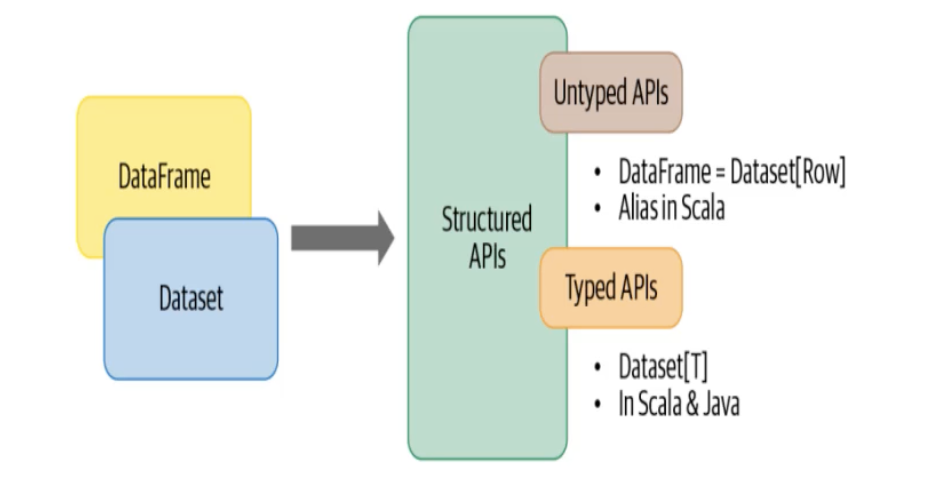 DataFrame
Dataset
Structured
APIs
Untyped APIs
• DataFrame = Dataset[Row]
• Alias in Scala
Typed APIs
• Dataset[T]
• In Scala & Java